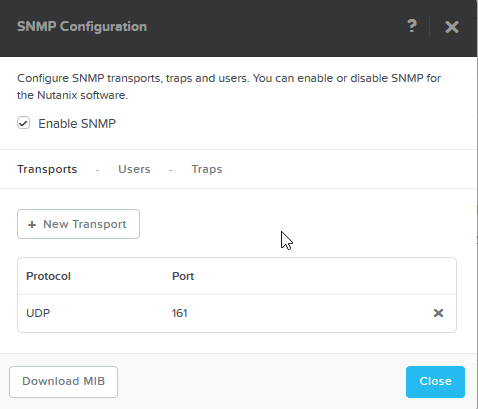 SNMP Configuration
?
Configure SNMP transports, traps and users. You can enable or disable SNMP for
the Nutanix software.
Enable SNMP
Transports · Users · Traps
+ New Transport
Protocol Port
UDP 161
Download MIB Close